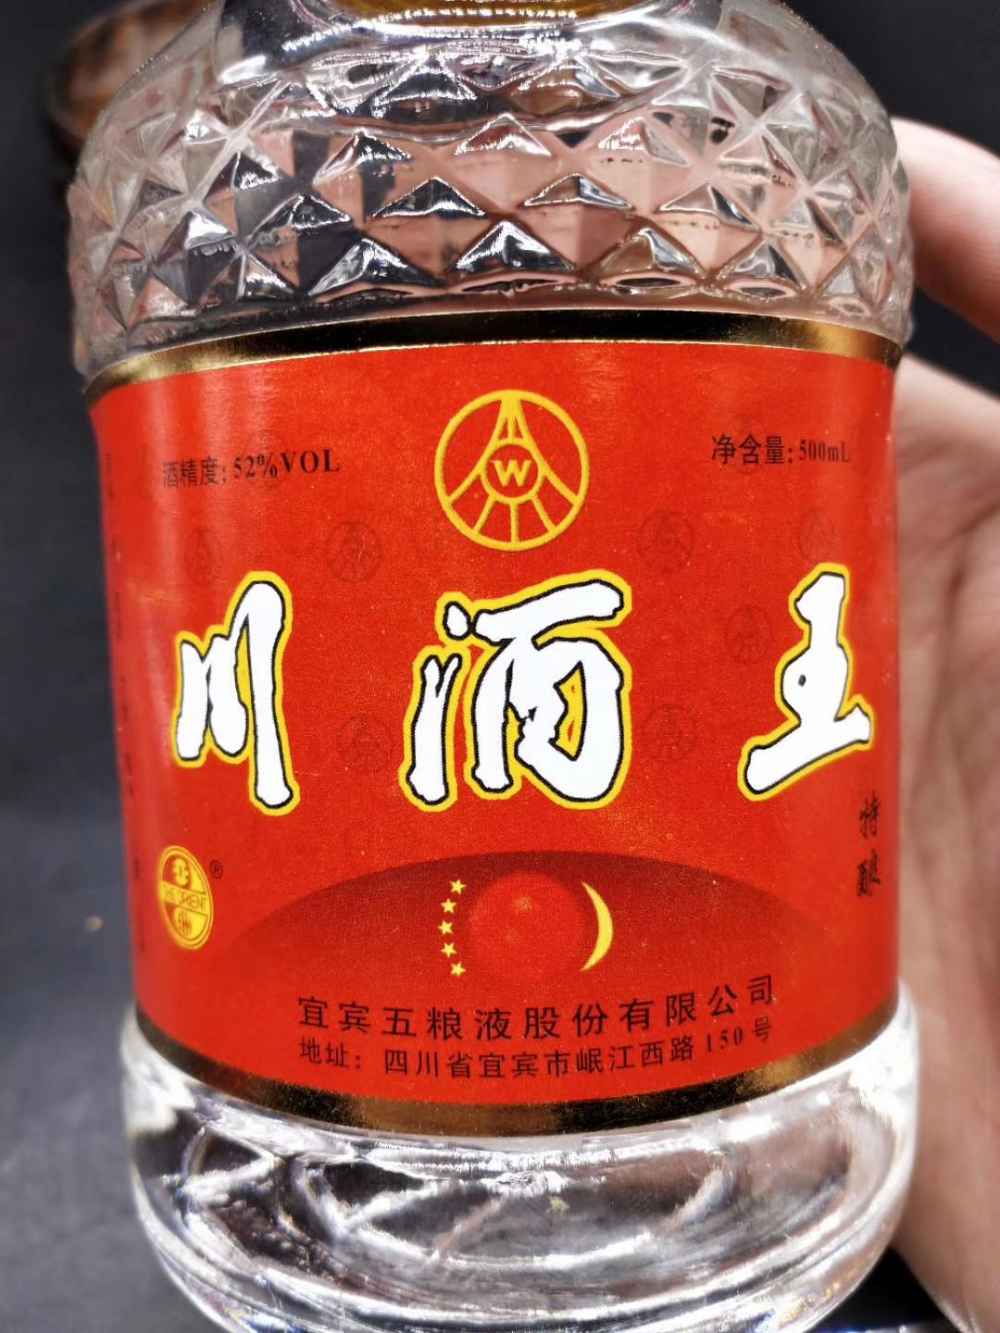 酒精度:52%VOL
净含量:500mL
W
川酒王
特酿
®
宜宾五粮液股份有限公司
地址:四川省宜宾市岷江西路150号